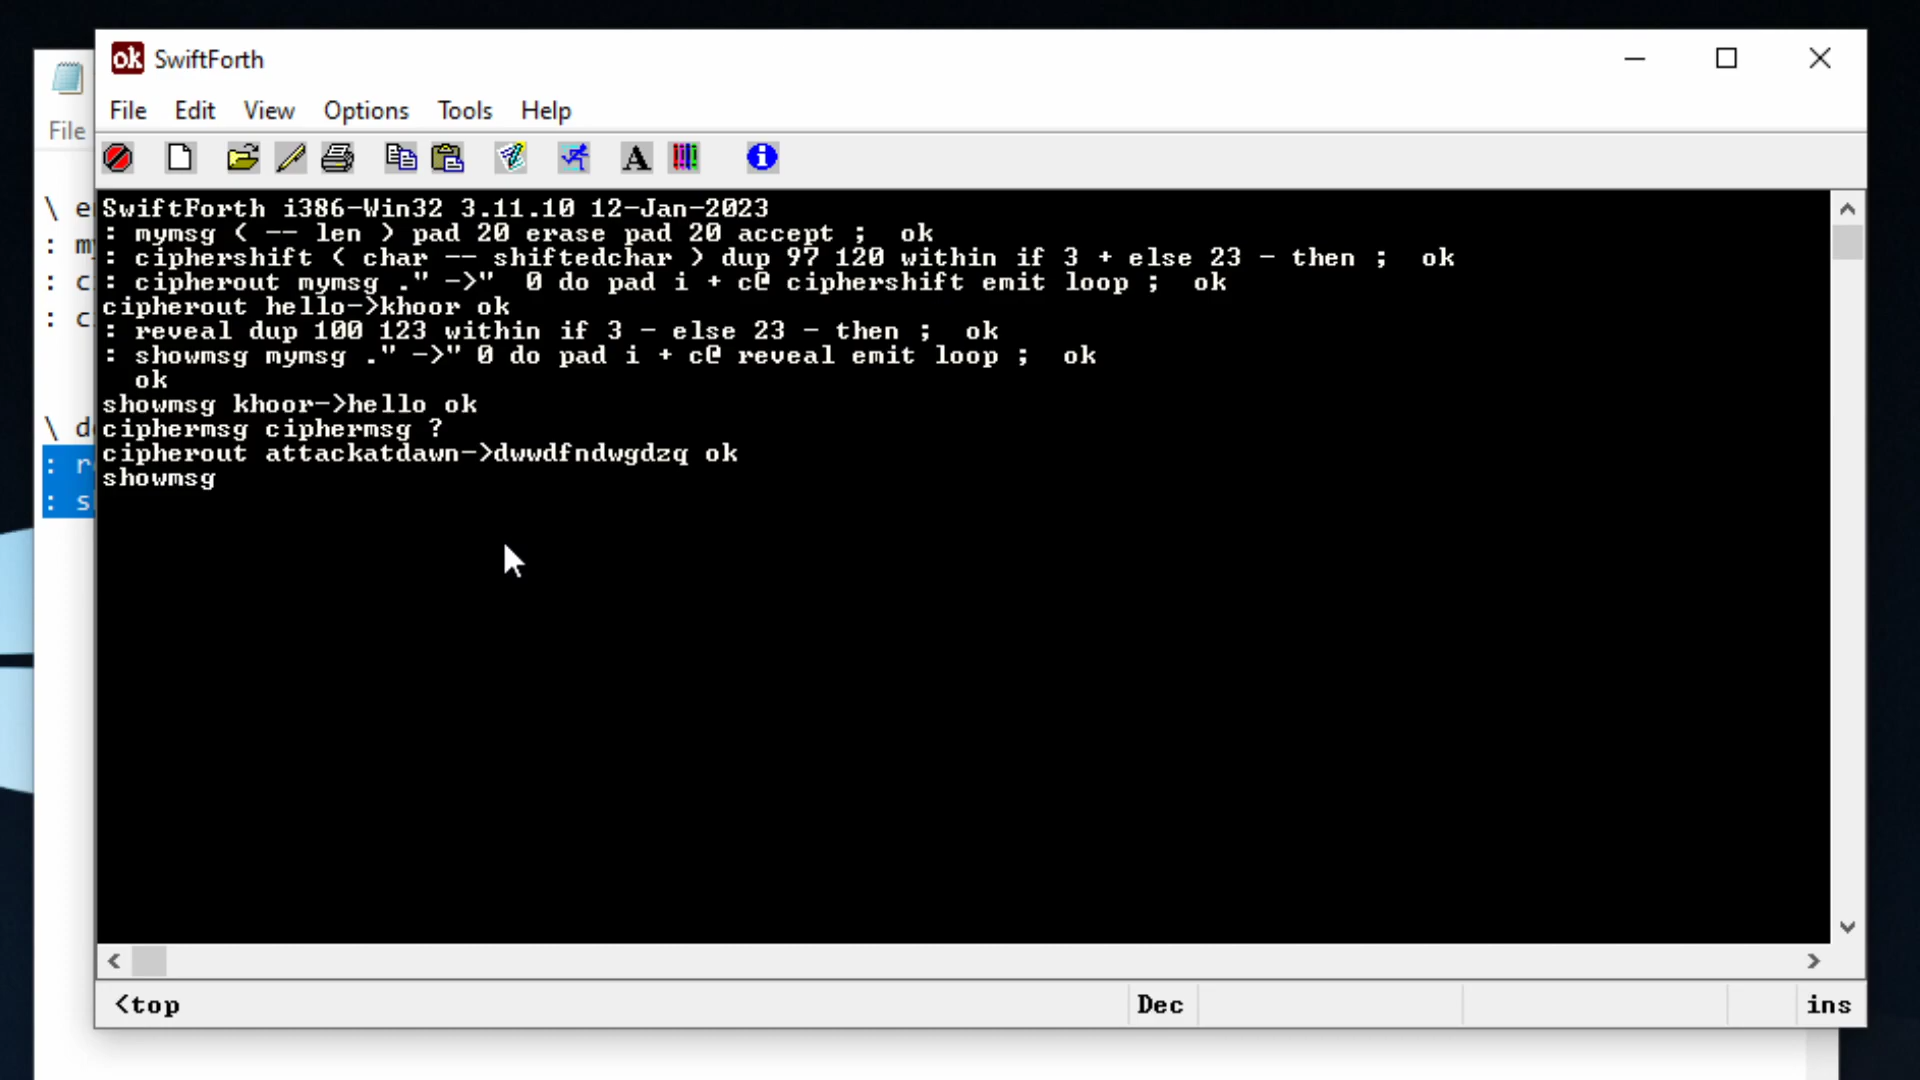 ok SwiftForth
File Edit View Options Tools Help
File
A
\ e
: m
: c
: c
\ d
: r
: s
SwiftForth i386-Win32 3.11.10 12-Jan-2023
: mymsg ( -- len ) pad 20 erase pad 20 accept ;  ok
: ciphershift ( char -- shiftedchar ) dup 97 120 within if 3 + else 23 - then ;  ok
: cipherout mymsg ." ->"  0 do pad i + c@ ciphershift emit loop ;  ok
cipherout hello->khoor ok
: reveal dup 100 123 within if 3 - else 23 - then ;  ok
: showmsg mymsg ." ->" 0 do pad i + c@ reveal emit loop ;  ok
ok
showmsg khoor->hello ok
ciphermsg ciphermsg ?
cipherout attackatdawn->dwwdfndwgdzq ok
showmsg
<top Dec ins